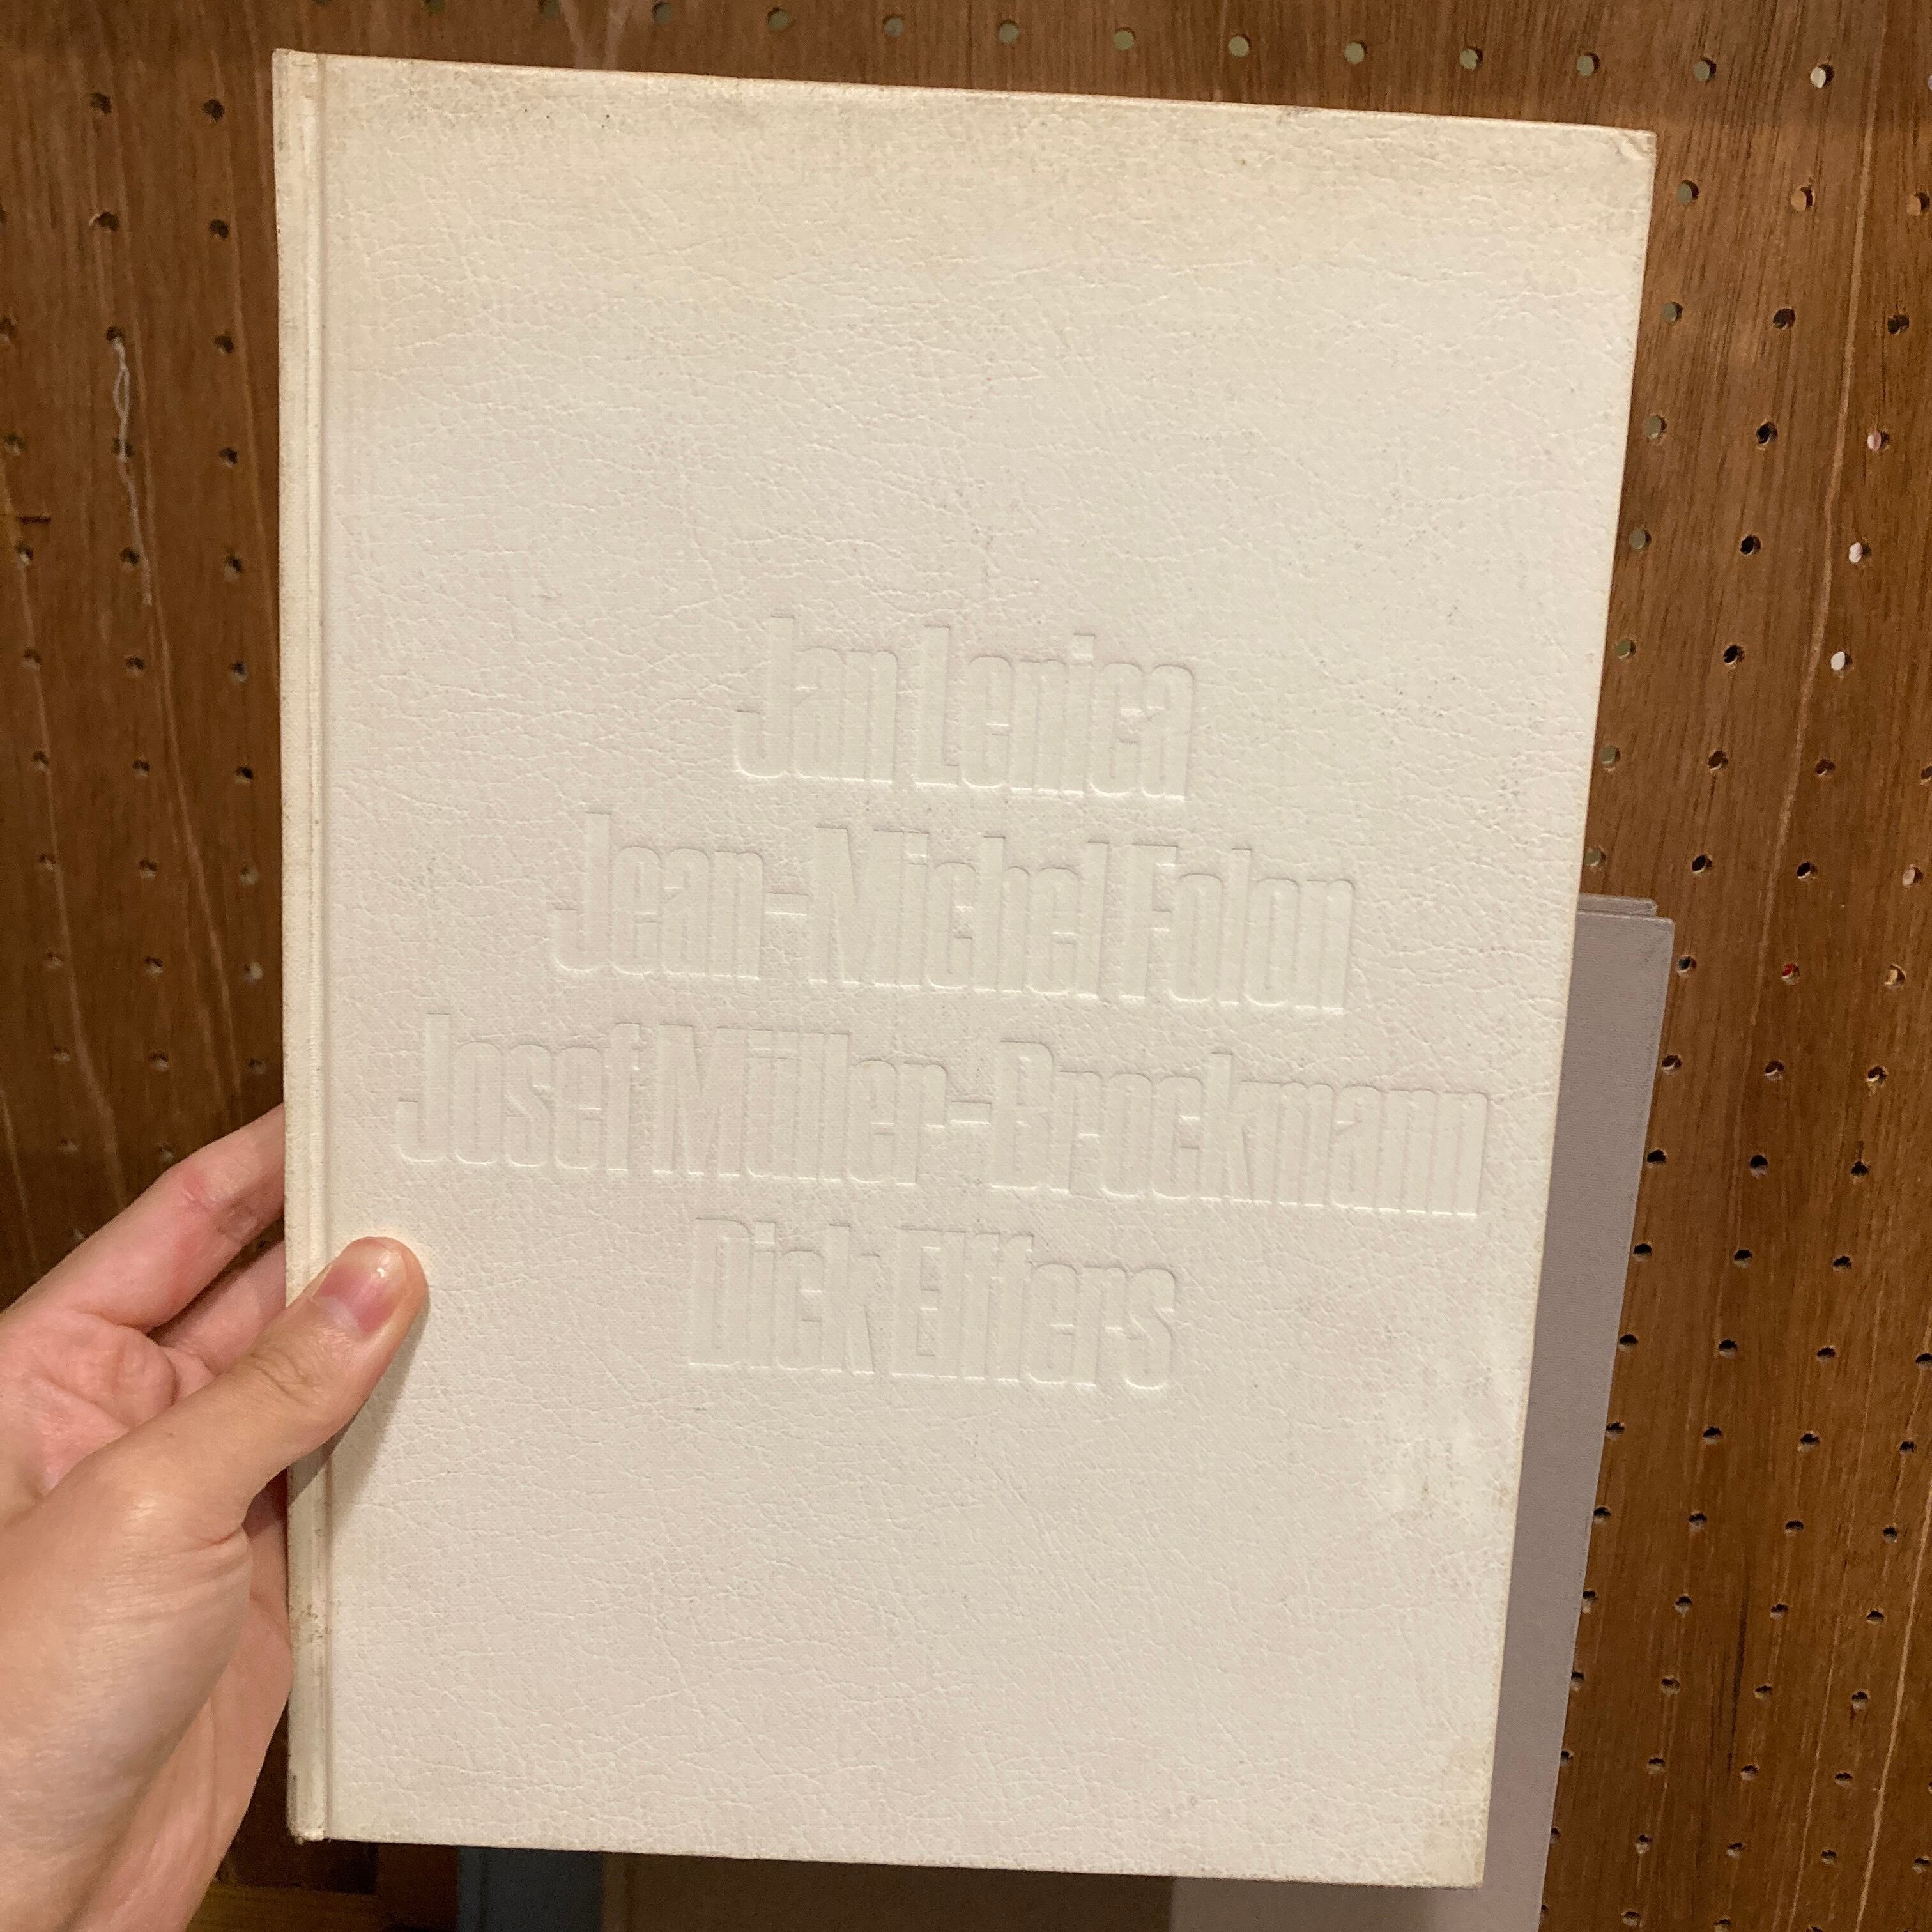 Jan Lenica
Jean-Michel Folon
Josef Müller-Brockmann
Dick Elffers